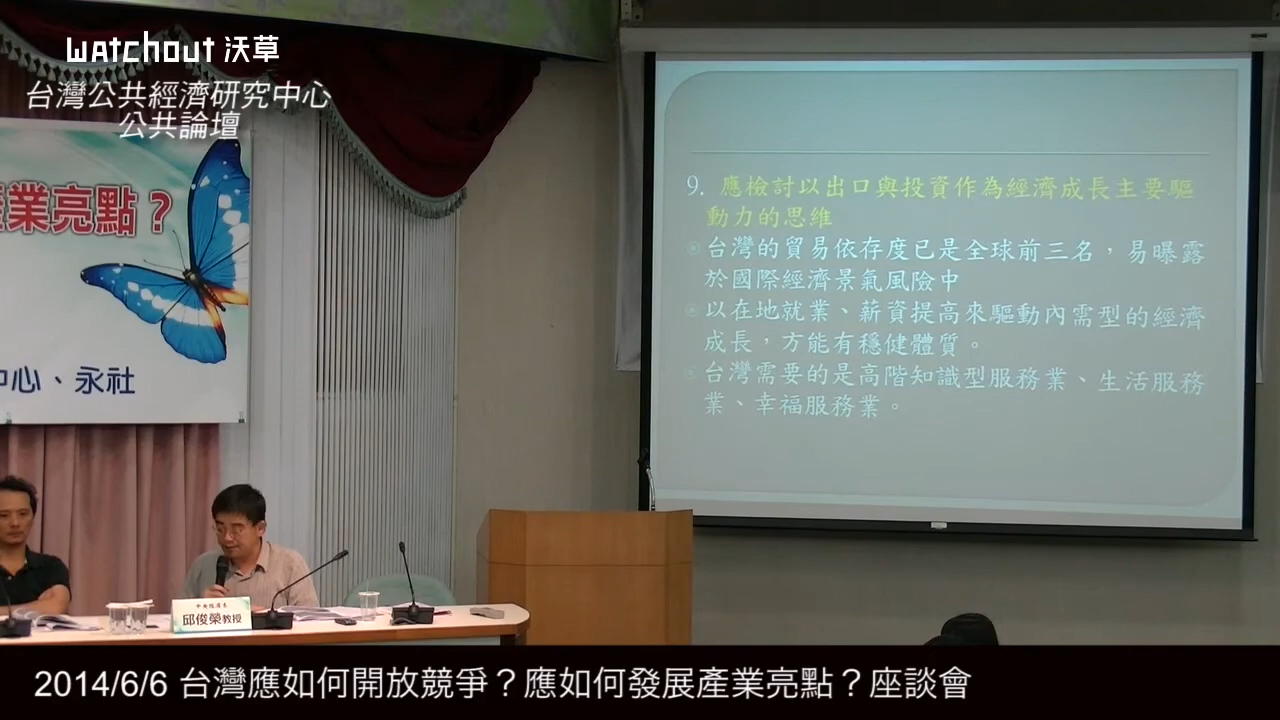 WATCHOUT 沃草
台灣公共經濟研究中心
公共論壇
業亮點？
中心、永社
9. 應檢討以出口與投資作為經濟成長主要驅
動力的思維
台灣的貿易依存度已是全球前三名，易曝露
於國際經濟景氣風險中
以在地就業、薪資提高來驅動內需型的經濟
成長，方能有穩健體質。
台灣需要的是高階知識型服務業、生活服務
業、幸福服務業。
邱俊榮教授
2014/6/6 台灣應如何開放競爭？應如何發展產業亮點？座談會